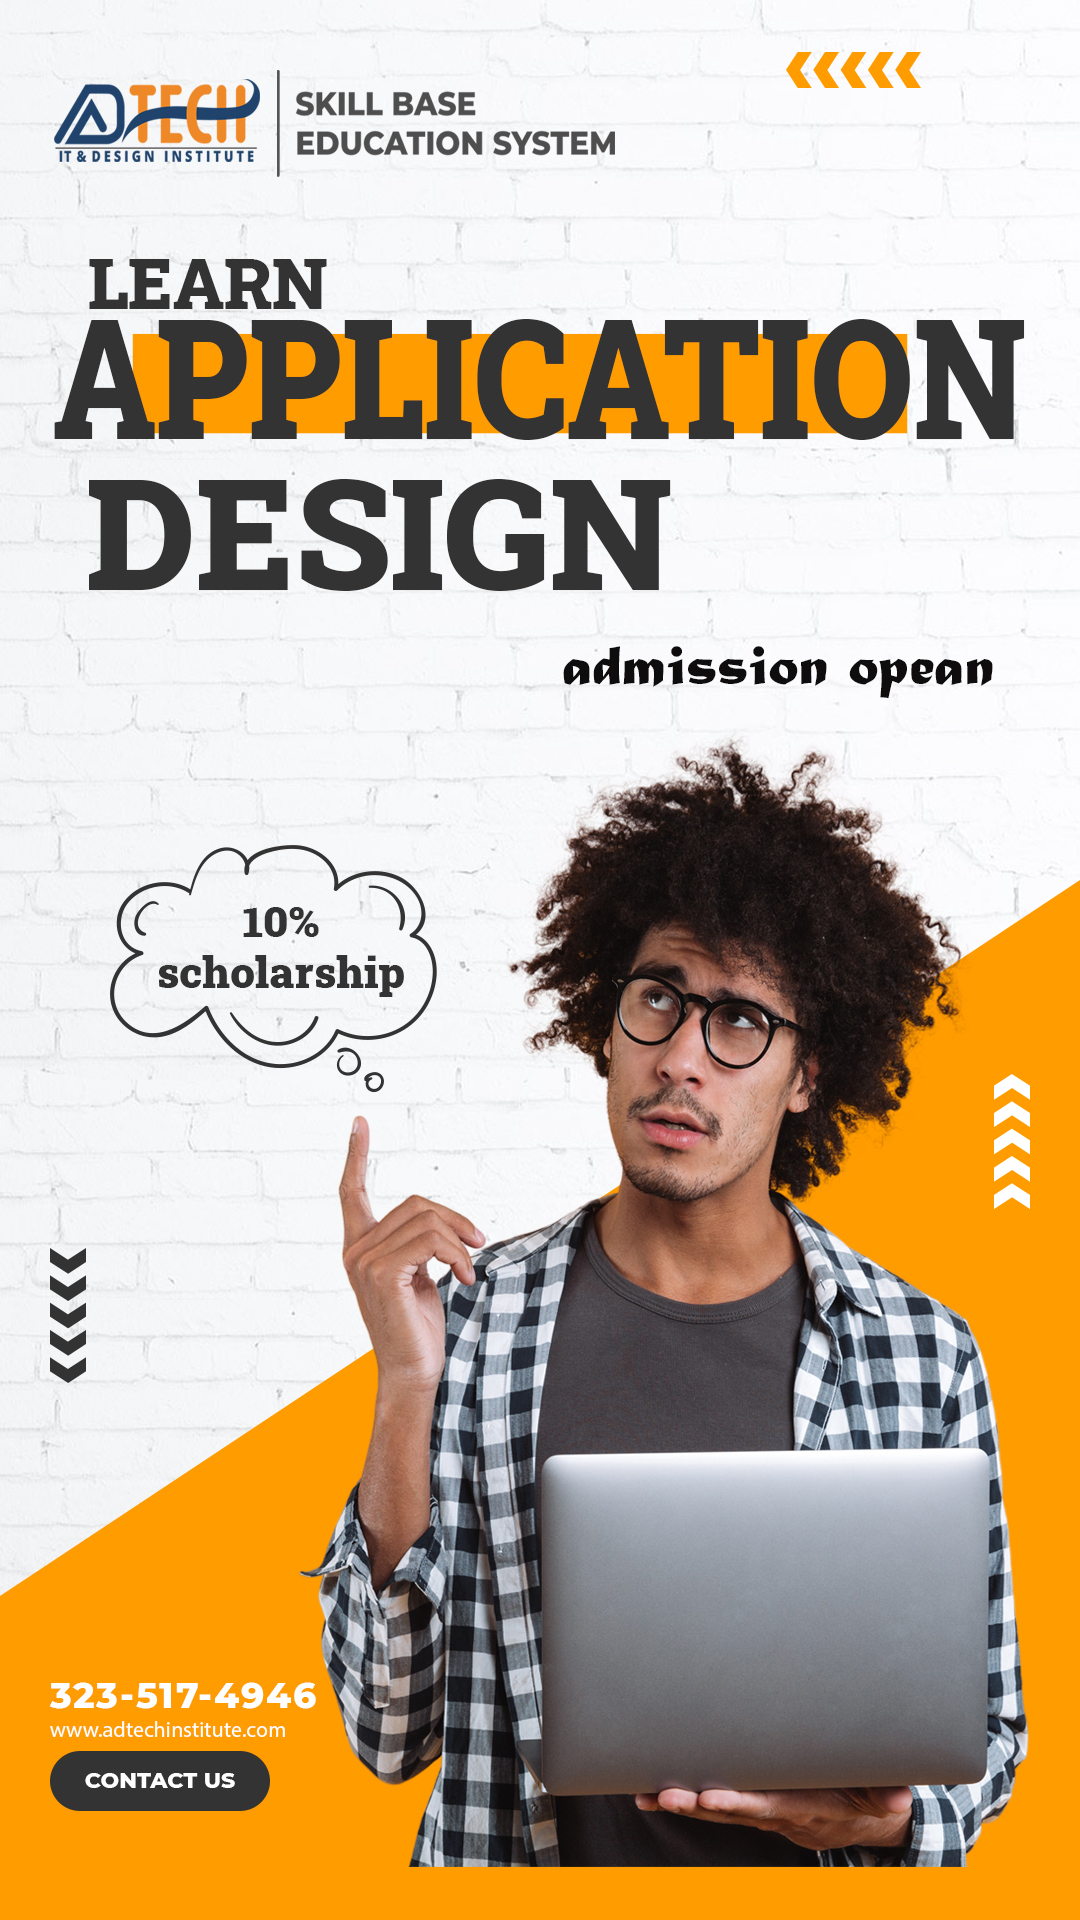 ADTECH
IT & DESIGN INSTITUTE
SKILL BASE
EDUCATION SYSTEM
LEARN
APPLICATION
DESIGN
admission opean
10%
scholarship
323-517-4946
www.adtechinstitute.com
CONTACT US